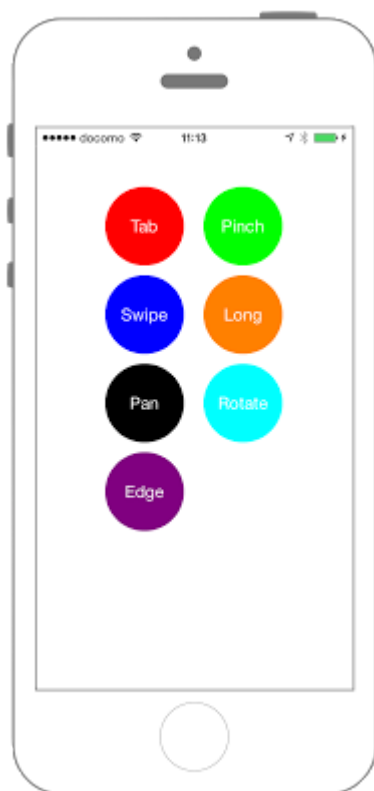 docomo 11:13
Tab Pinch
Swipe Long
Pan Rotate
Edge